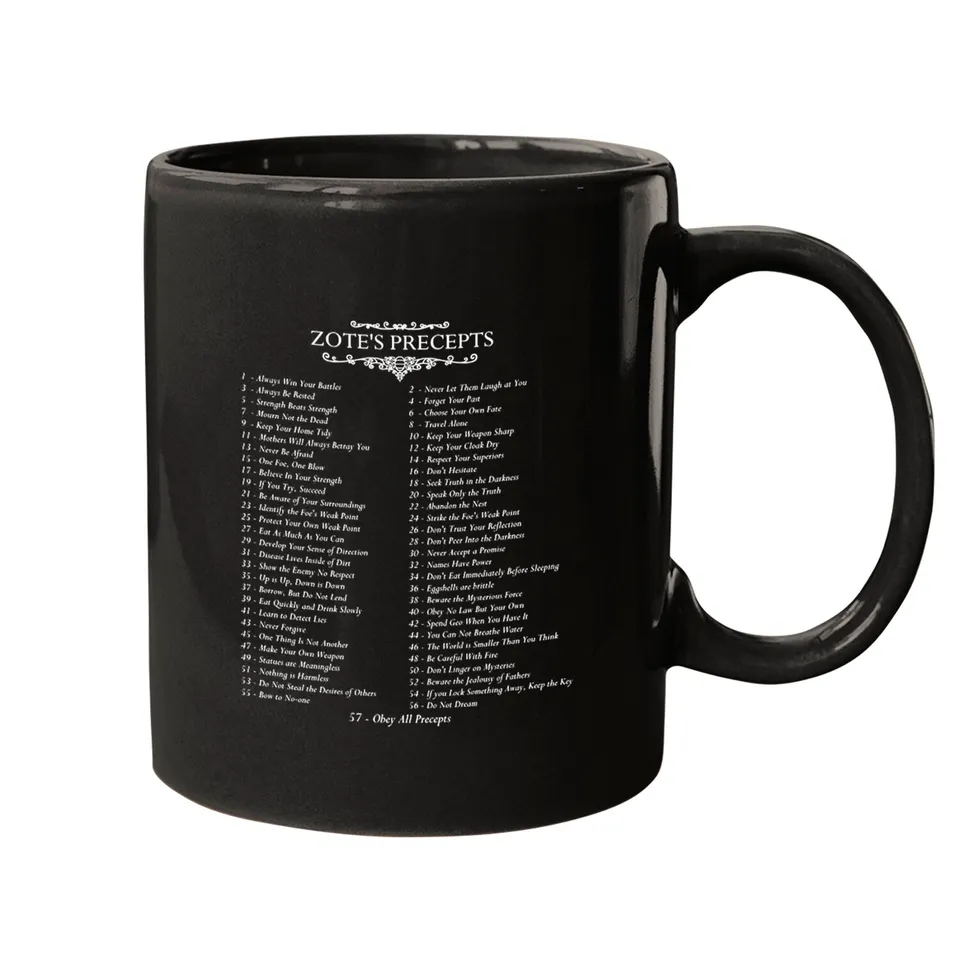 ZOTE'S PRECEPTS
1 - Always Win Your Battles
2 - Never Let Them Laugh at You
3 - Always Be Rested
4 - Forget Your Past
5 - Strength Beats Strength
6 - Choose Your Own Fate
7 - Mourn Not the Dead
8 - Travel Alone
9 - Keep Your Home Tidy
10 - Keep Your Weapon Sharp
11 - Mothers Will Always Betray You
12 - Keep Your Cloak Dry
13 - Never Be Afraid
14 - Respect Your Superiors
15 - One Foe, One Blow
16 - Don't Hesitate
17 - Believe In Your Strength
18 - Seek Truth in the Darkness
19 - If You Try, Succeed
20 - Speak Only the Truth
21 - Be Aware of Your Surroundings
22 - Abandon the Nest
23 - Identify the Foe's Weak Point
24 - Strike the Foe's Weak Point
25 - Protect Your Own Weak Point
26 - Don't Trust Your Reflection
27 - Eat As Much As You Can
28 - Don't Peer Into the Darkness
29 - Develop Your Sense of Direction
30 - Never Accept a Promise
31 - Disease Lives Inside of Dirt
32 - Names Have Power
33 - Show the Enemy No Respect
34 - Don't Eat Immediately Before Sleeping
35 - Up is Up, Down is Down
36 - Eggshells are brittle
37 - Borrow, But Do Not Lend
38 - Beware the Mysterious Force
39 - Eat Quickly and Drink Slowly
40 - Obey No Law But Your Own
41 - Learn to Detect Lies
42 - Spend Geo When You Have It
43 - Never Forgive
44 - You Can Not Breathe Water
45 - One Thing Is Not Another
46 - The World is Smaller Than You Think
47 - Make Your Own Weapon
48 - Be Careful With Fire
49 - Statues are Meaningless
50 - Don't Linger on Mysteries
51 - Nothing is Harmless
52 - Beware the Jealousy of Fathers
53 - Do Not Steal the Desires of Others
54 - If you Lock Something Away, Keep the Key
55 - Bow to No-one
56 - Do Not Dream
57 - Obey All Precepts